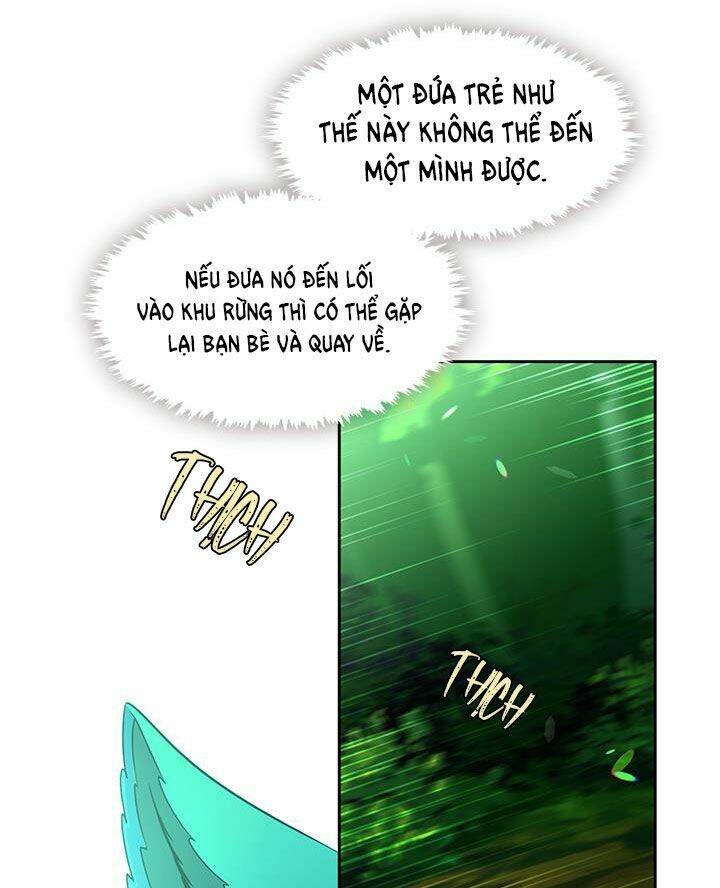 MỘT ĐỨA TRẺ NHƯ
THẾ NÀY KHÔNG THỂ ĐẾN
MỘT MÌNH ĐƯỢC.
NẾU ĐƯA NÓ ĐẾN LỐI
VÀO KHU RỪNG THÌ CÓ THỂ GẶP
LẠI BẠN BÈ VÀ QUAY VỀ.
THỊCH
THỊCH